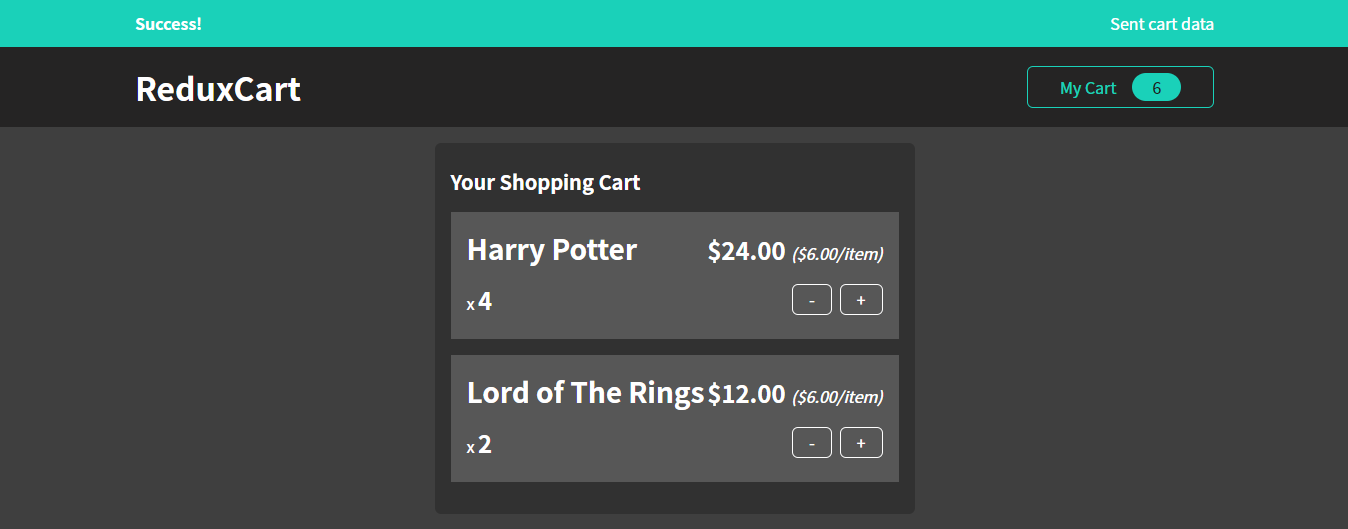 Success! Sent cart data
ReduxCart My Cart 6
Your Shopping Cart
Harry Potter $24.00 ($6.00/item)
x 4 - +
Lord of The Rings $12.00 ($6.00/item)
x 2 - +